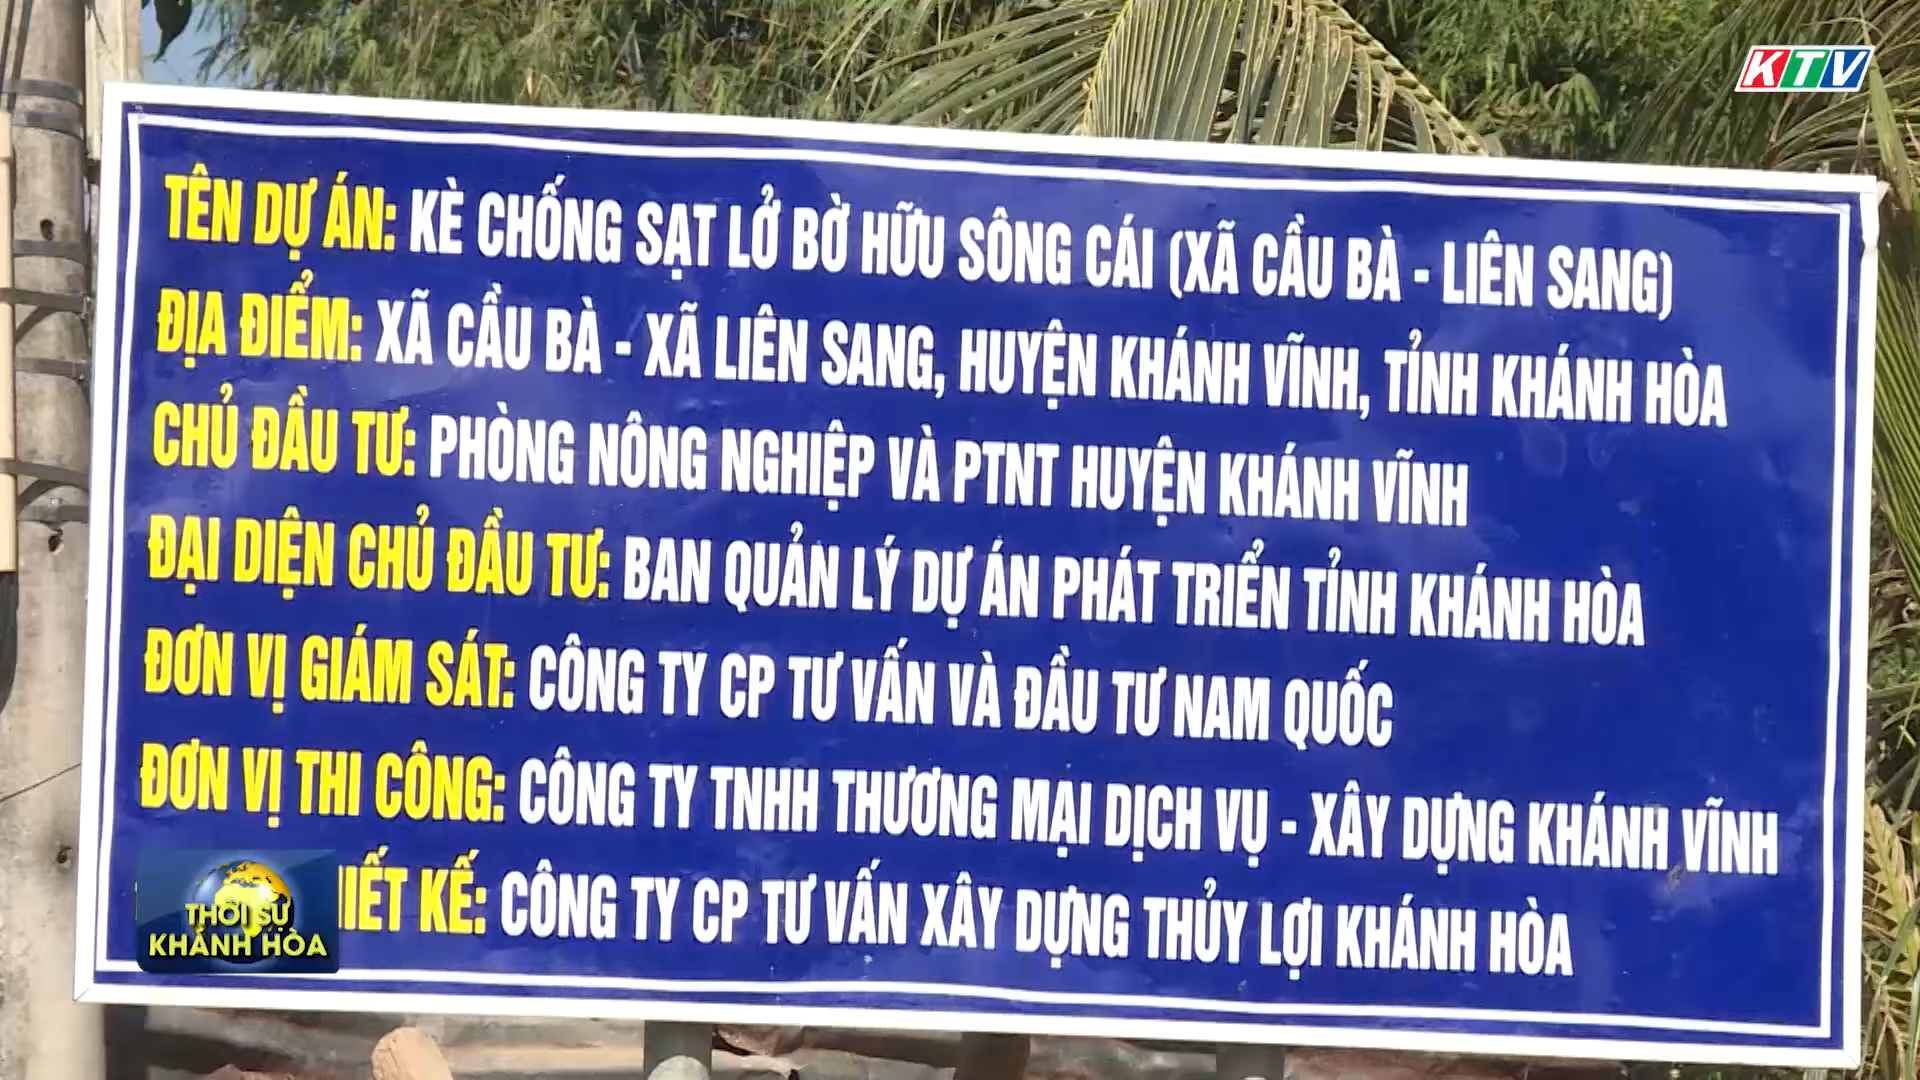 KTV
TÊN DỰ ÁN: KÈ CHỐNG SẠT LỞ BỜ HỮU SÔNG CÁI (XÃ CẦU BÀ - LIÊN SANG)
ĐỊA ĐIỂM: XÃ CẦU BÀ - XÃ LIÊN SANG, HUYỆN KHÁNH VĨNH, TỈNH KHÁNH HÒA
CHỦ ĐẦU TƯ: PHÒNG NÔNG NGHIỆP VÀ PTNT HUYỆN KHÁNH VĨNH
ĐẠI DIỆN CHỦ ĐẦU TƯ: BAN QUẢN LÝ DỰ ÁN PHÁT TRIỂN TỈNH KHÁNH HÒA
ĐƠN VỊ GIÁM SÁT: CÔNG TY CP TƯ VẤN VÀ ĐẦU TƯ NAM QUỐC
ĐƠN VỊ THI CÔNG: CÔNG TY TNHH THƯƠNG MẠI DỊCH VỤ - XÂY DỰNG KHÁNH VĨNH
KẾ: CÔNG TY CP TƯ VẤN XÂY DỰNG THỦY LỢI KHÁNH HÒA
THỜI SỰ
KHÁNH HÒA